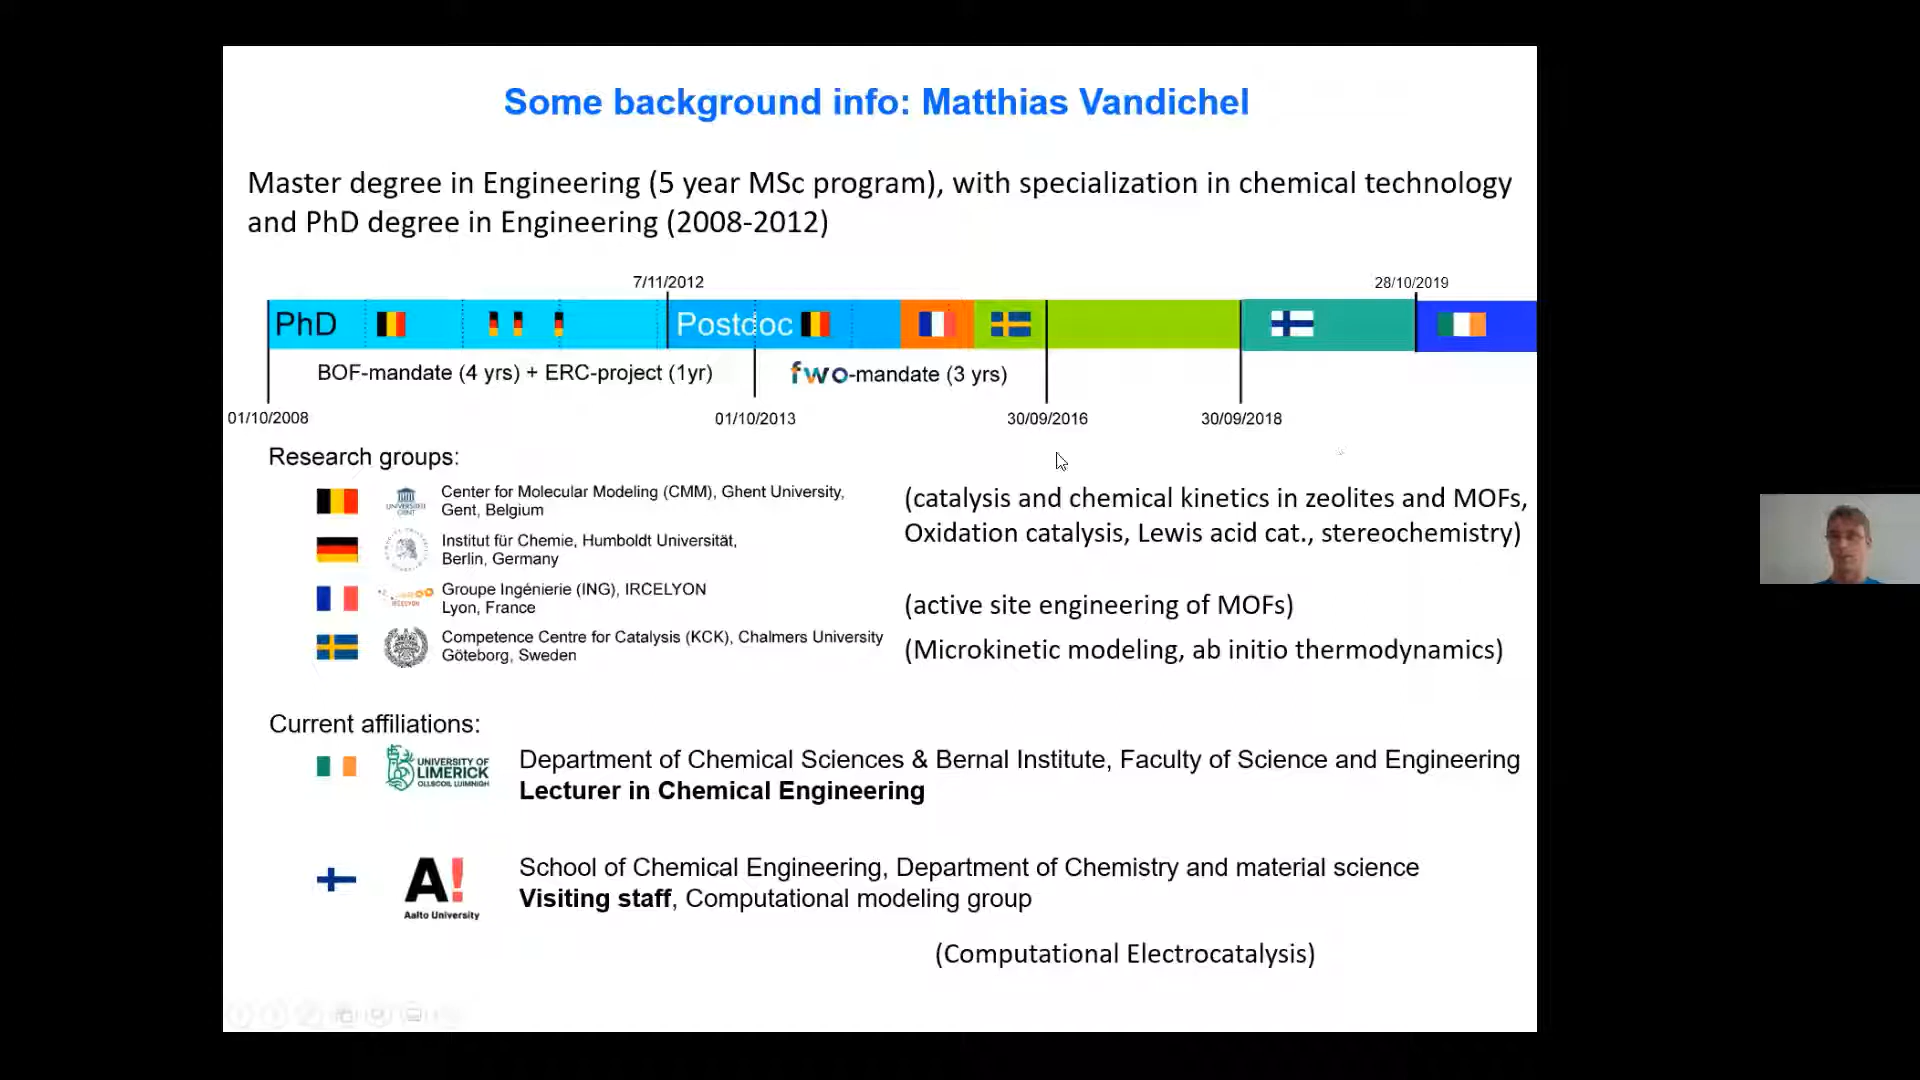 Some background info: Matthias Vandichel
Master degree in Engineering (5 year MSc program), with specialization in chemical technology
and PhD degree in Engineering (2008-2012)
7/11/2012
28/10/2019
PhD
Postdoc
BOF-mandate (4 yrs) + ERC-project (1yr)
fwo-mandate (3 yrs)
01/10/2008
01/10/2013
30/09/2016
30/09/2018
Research groups:
Center for Molecular Modeling (CMM), Ghent University,
Gent, Belgium
(catalysis and chemical kinetics in zeolites and MOFs,
Oxidation catalysis, Lewis acid cat., stereochemistry)
UNIVERSITEIT
GENT
Institut für Chemie, Humboldt Universität,
Berlin, Germany
Groupe Ingénierie (ING), IRCELYON
Lyon, France
IRCELYON
(active site engineering of MOFs)
Competence Centre for Catalysis (KCK), Chalmers University
Göteborg, Sweden
(Microkinetic modeling, ab initio thermodynamics)
Current affiliations:
UNIVERSITY OF
LIMERICK
OLLSCOIL LUIMNIGH
Department of Chemical Sciences & Bernal Institute, Faculty of Science and Engineering
Lecturer in Chemical Engineering
A!
Aalto University
School of Chemical Engineering, Department of Chemistry and material science
Visiting staff, Computational modeling group
(Computational Electrocatalysis)